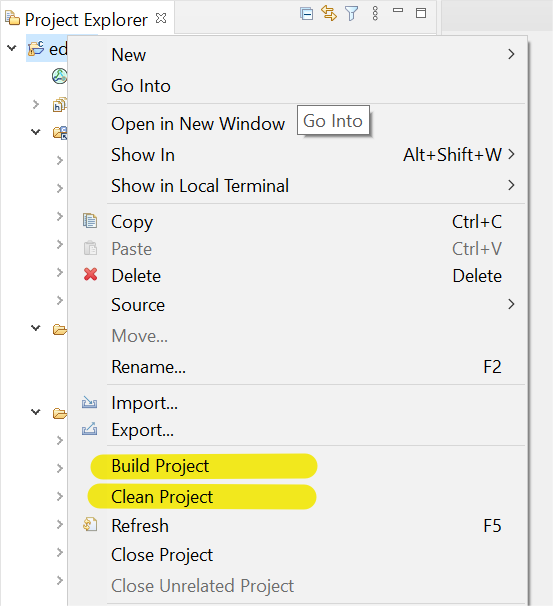 Project Explorer
ed
New
Go Into
Open in New Window
Go Into
Show In Alt+Shift+W
Show in Local Terminal
Copy Ctrl+C
Paste Ctrl+V
Delete Delete
Source
Move...
Rename... F2
Import...
Export...
Build Project
Clean Project
Refresh F5
Close Project
Close Unrelated Project